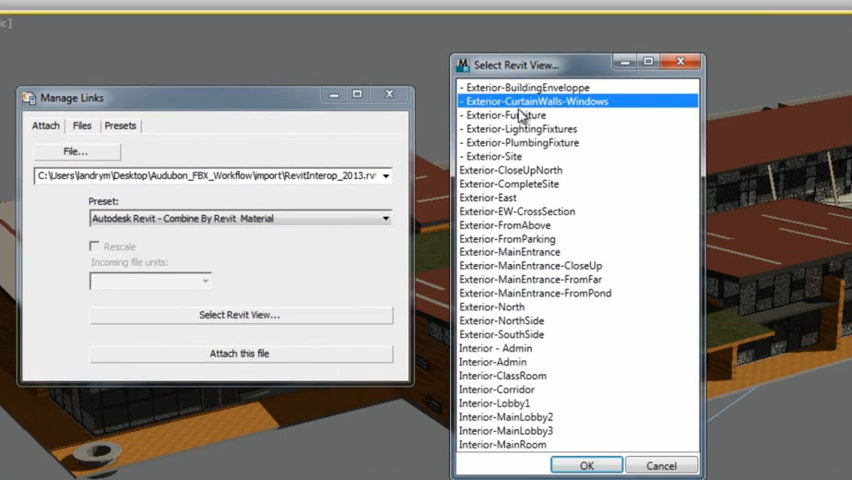 ic ]
Manage Links
Attach Files Presets
File...
C:\Users\landrym\Desktop\Audubon_FBX_Workflow\import\RevitInterop_2013.rv
Preset:
Autodesk Revit - Combine By Revit Material
Rescale
Incoming file units:
Select Revit View...
Attach this file
Select Revit View...
- Exterior-BuildingEnveloppe
- Exterior-CurtainWalls-Windows
- Exterior-Furniture
- Exterior-LightingFixtures
- Exterior-PlumbingFixture
- Exterior-Site
Exterior-CloseUpNorth
Exterior-CompleteSite
Exterior-East
Exterior-EW-CrossSection
Exterior-FromAbove
Exterior-FromParking
Exterior-MainEntrance
Exterior-MainEntrance-CloseUp
Exterior-MainEntrance-FromFar
Exterior-MainEntrance-FromPond
Exterior-North
Exterior-NorthSide
Exterior-SouthSide
Interior - Admin
Interior-Admin
Interior-ClassRoom
Interior-Corridor
Interior-Lobby1
Interior-MainLobby2
Interior-MainLobby3
Interior-MainRoom
OK Cancel